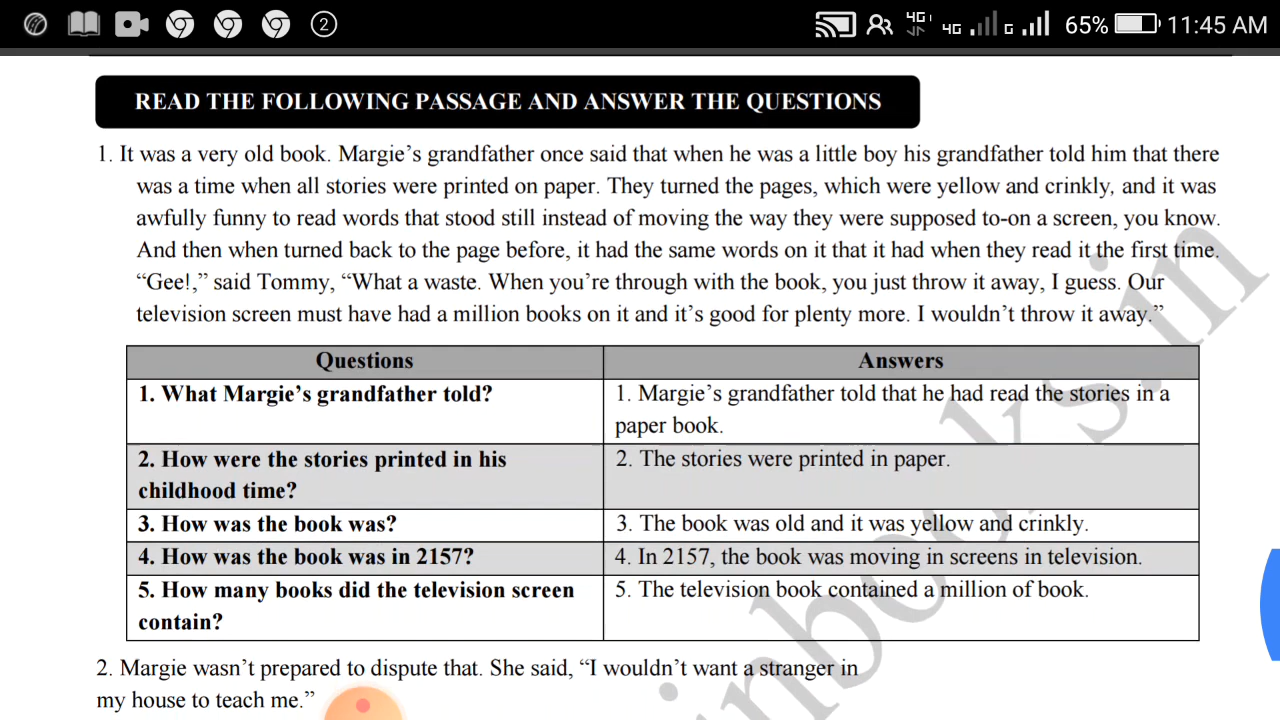 2
4G
4G
G
65%
11:45 AM
READ THE FOLLOWING PASSAGE AND ANSWER THE QUESTIONS
1. It was a very old book. Margie’s grandfather once said that when he was a little boy his grandfather told him that there
was a time when all stories were printed on paper. They turned the pages, which were yellow and crinkly, and it was
awfully funny to read words that stood still instead of moving the way they were supposed to-on a screen, you know.
And then when turned back to the page before, it had the same words on it that it had when they read it the first time.
“Gee!,” said Tommy, “What a waste. When you’re through with the book, you just throw it away, I guess. Our
television screen must have had a million books on it and it’s good for plenty more. I wouldn’t throw it away.”
Questions
Answers
1. What Margie’s grandfather told?
1. Margie’s grandfather told that he had read the stories in a
paper book.
2. How were the stories printed in his
childhood time?
2. The stories were printed in paper.
3. How was the book was?
3. The book was old and it was yellow and crinkly.
4. How was the book was in 2157?
4. In 2157, the book was moving in screens in television.
5. How many books did the television screen
contain?
5. The television book contained a million of book.
2. Margie wasn’t prepared to dispute that. She said, “I wouldn’t want a stranger in
my house to teach me.”
inbooks.in